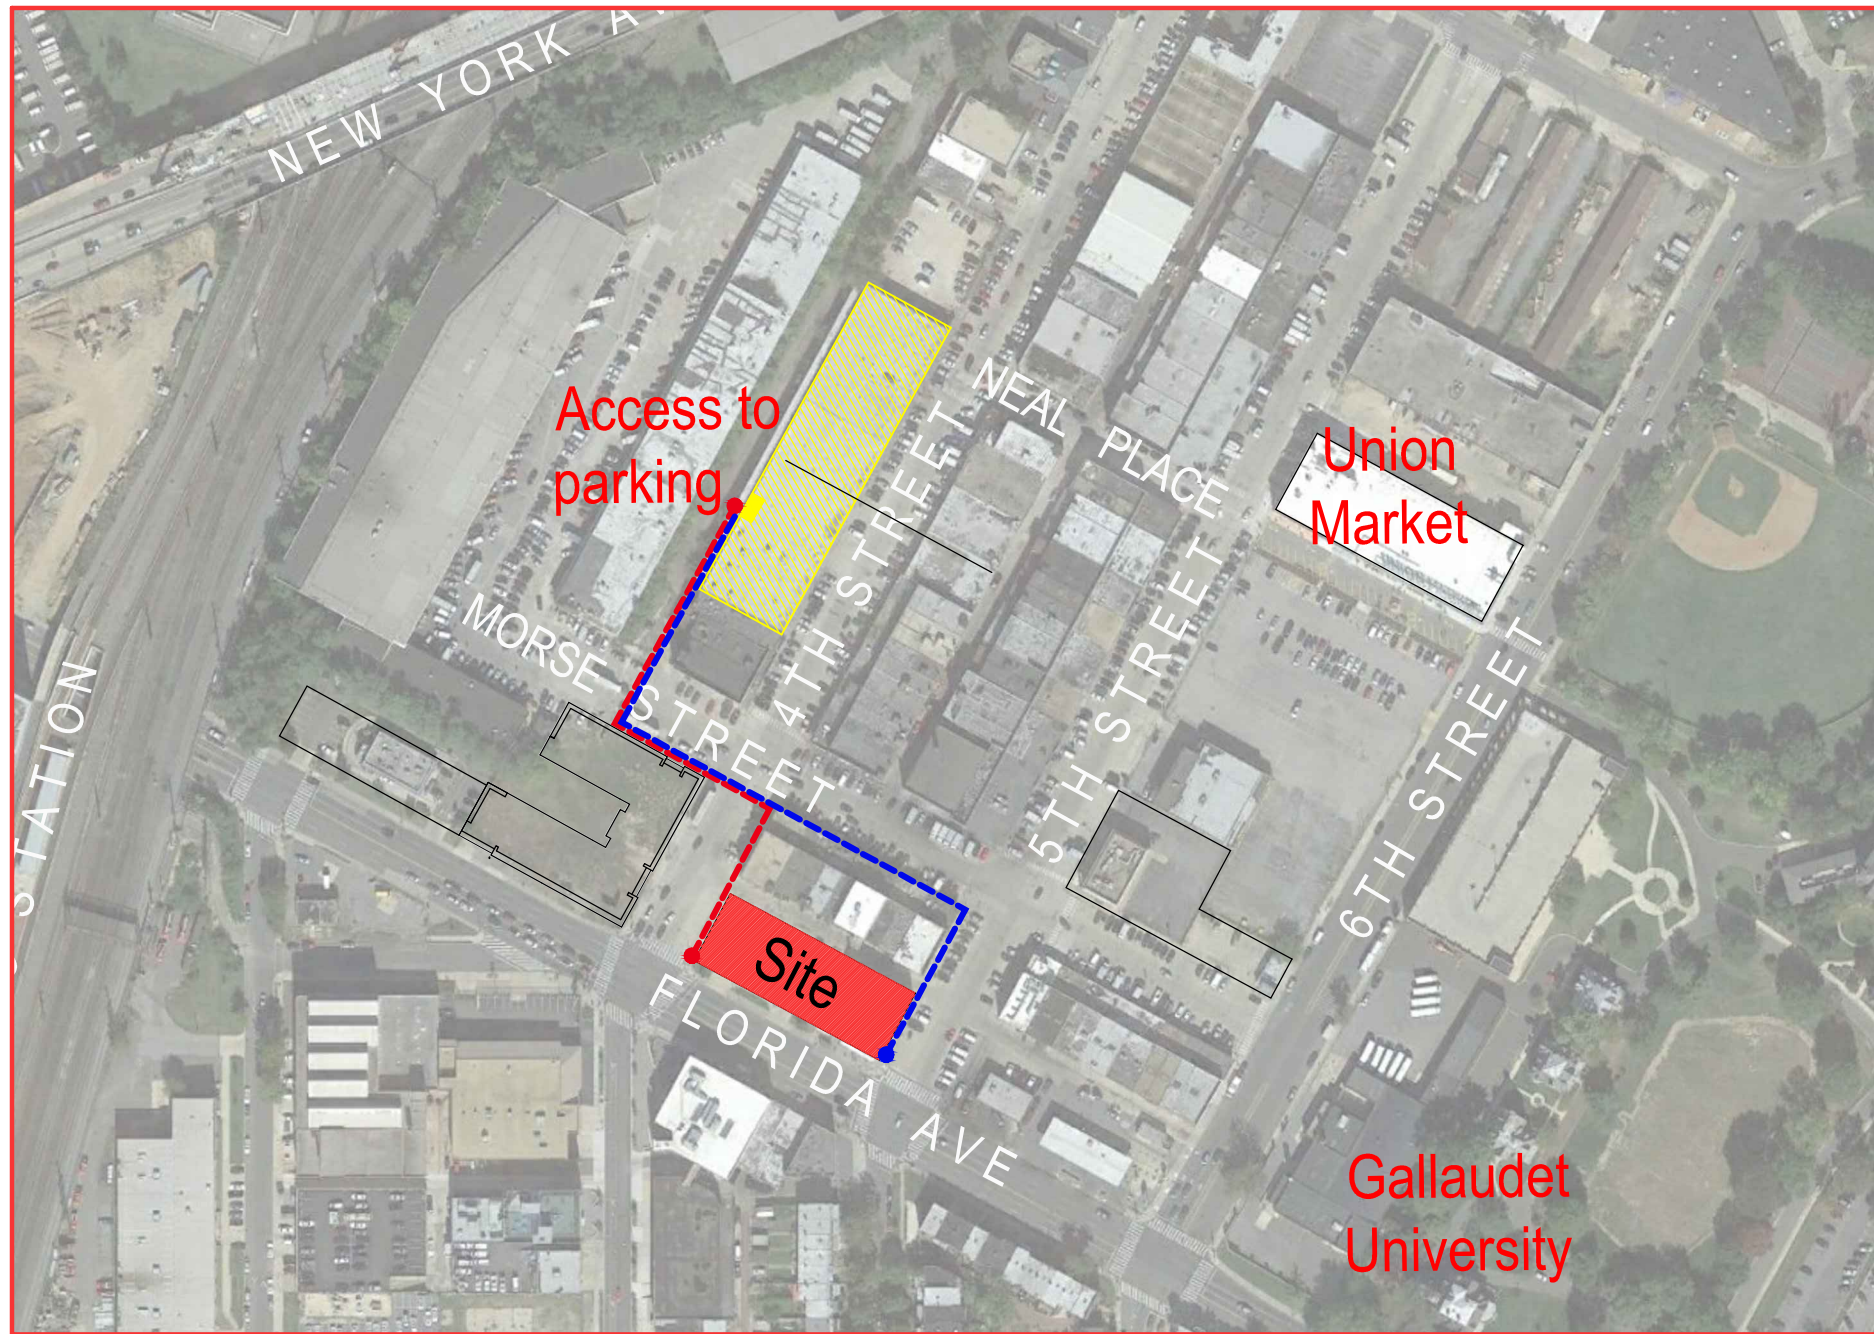 NEW YORK AV
Access to
parking
NEAL PLACE
Union
Market
4TH STREET
MORSE STREET
5TH STREET
6TH STREET
STATION
Site
FLORIDA AVE
Gallaudet
University